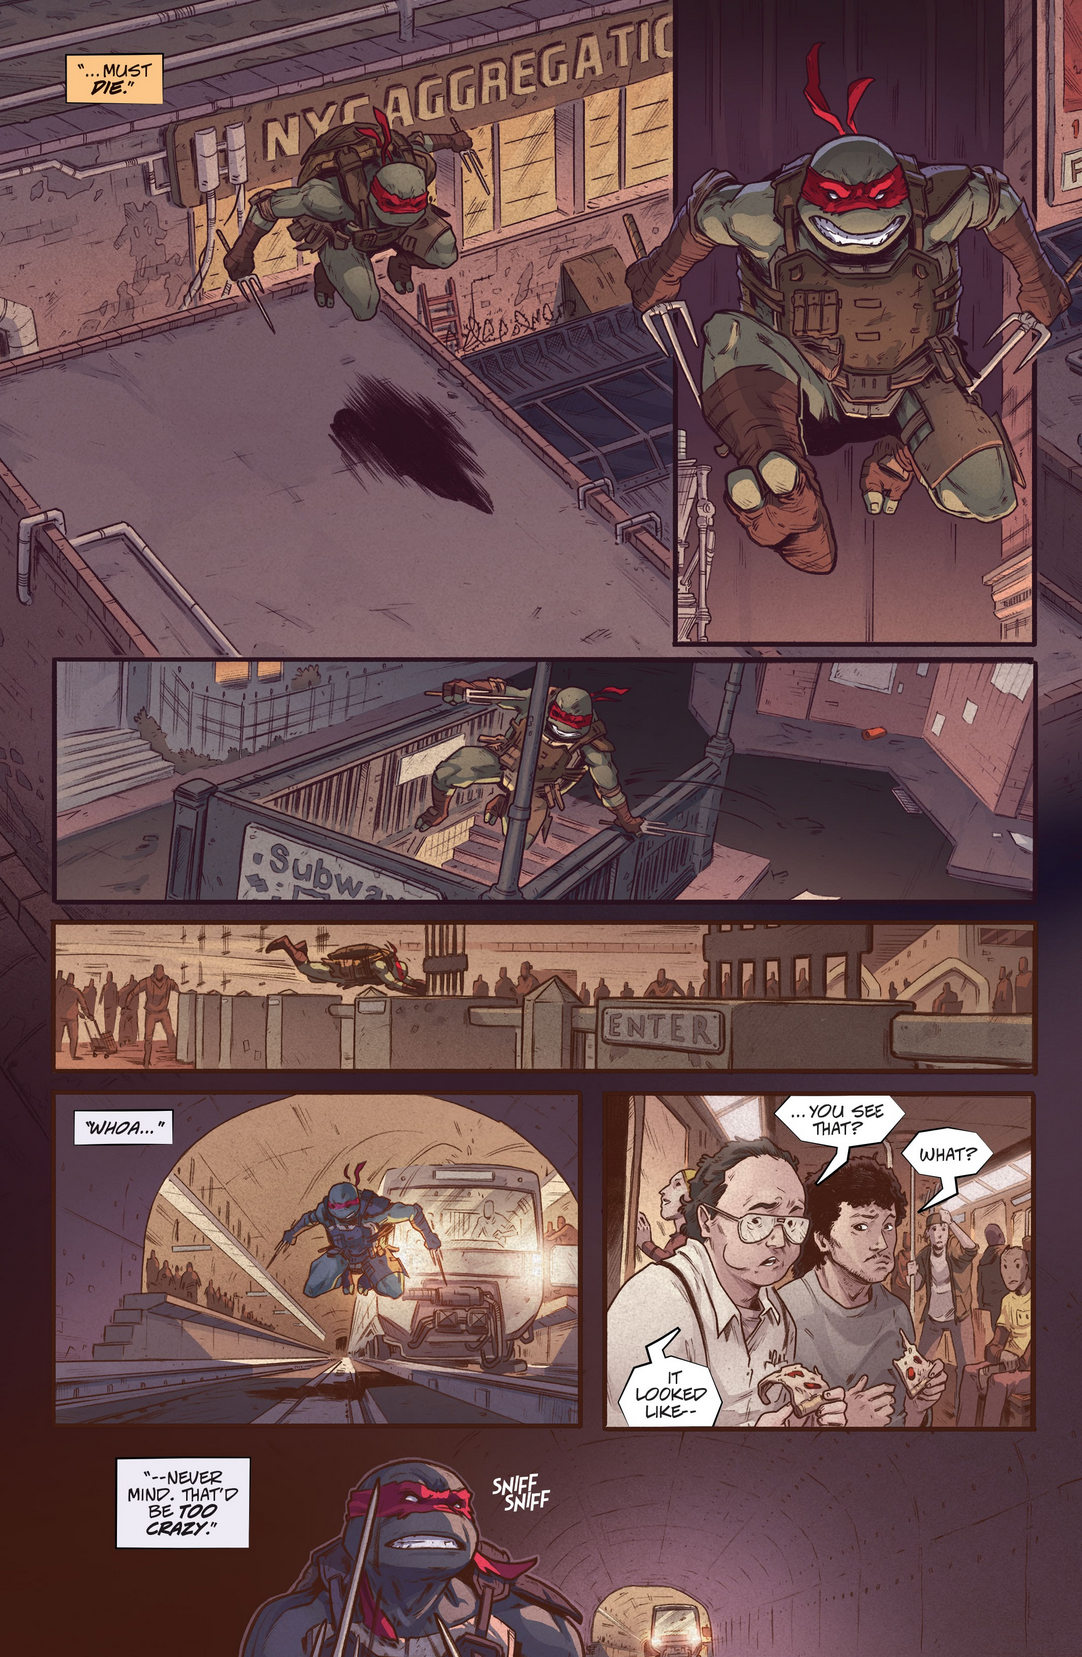 "...MUST
DIE."
NYC AGGREGATIO
Subway
ENTER
"WHOA..."
...YOU SEE
THAT?
WHAT?
IT
LOOKED
LIKE--
"--NEVER
MIND. THAT'D
BE TOO
CRAZY."
SNIFF
SNIFF